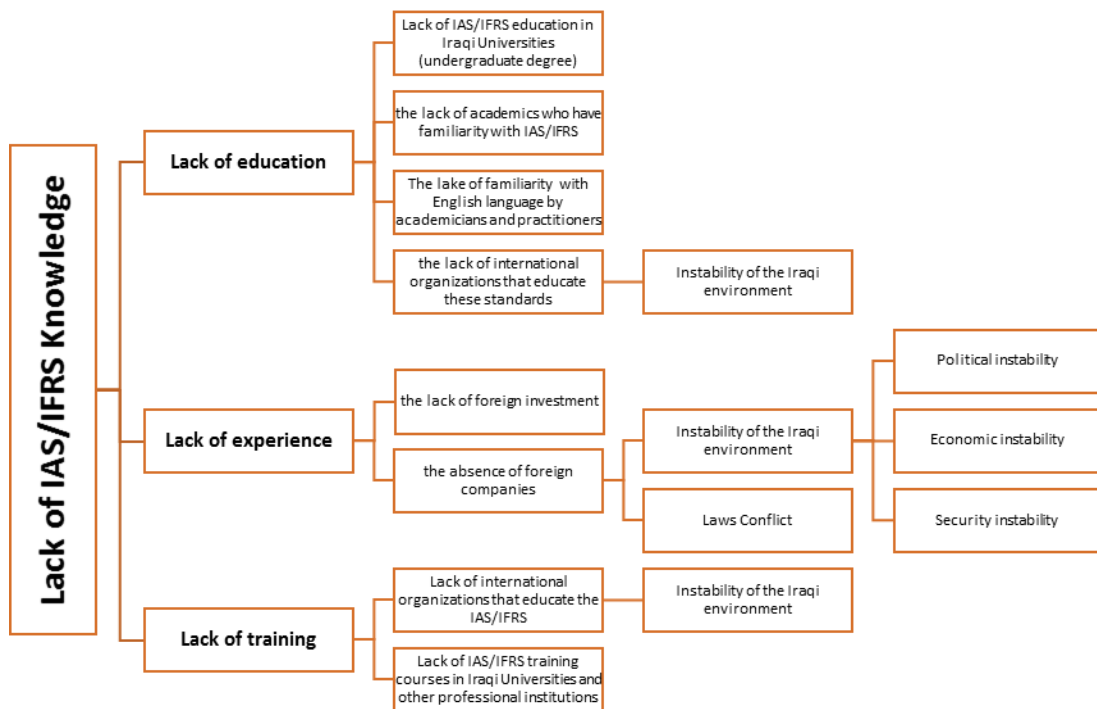 Lack of IAS/IFRS Knowledge
Lack of education
Lack of IAS/IFRS education in
Iraqi Universities
(undergraduate degree)
the lack of academics who have
familiarity with IAS/IFRS
The lake of familiarity with
English language by
academicians and practitioners
the lack of international
organizations that educate
these standards
Instability of the Iraqi
environment
Lack of experience
the lack of foreign investment
the absence of foreign
companies
Instability of the Iraqi
environment
Political instability
Economic instability
Security instability
Laws Conflict
Lack of training
Lack of international
organizations that educate the
IAS/IFRS
Instability of the Iraqi
environment
Lack of IAS/IFRS training
courses in Iraqi Universities and
other professional institutions